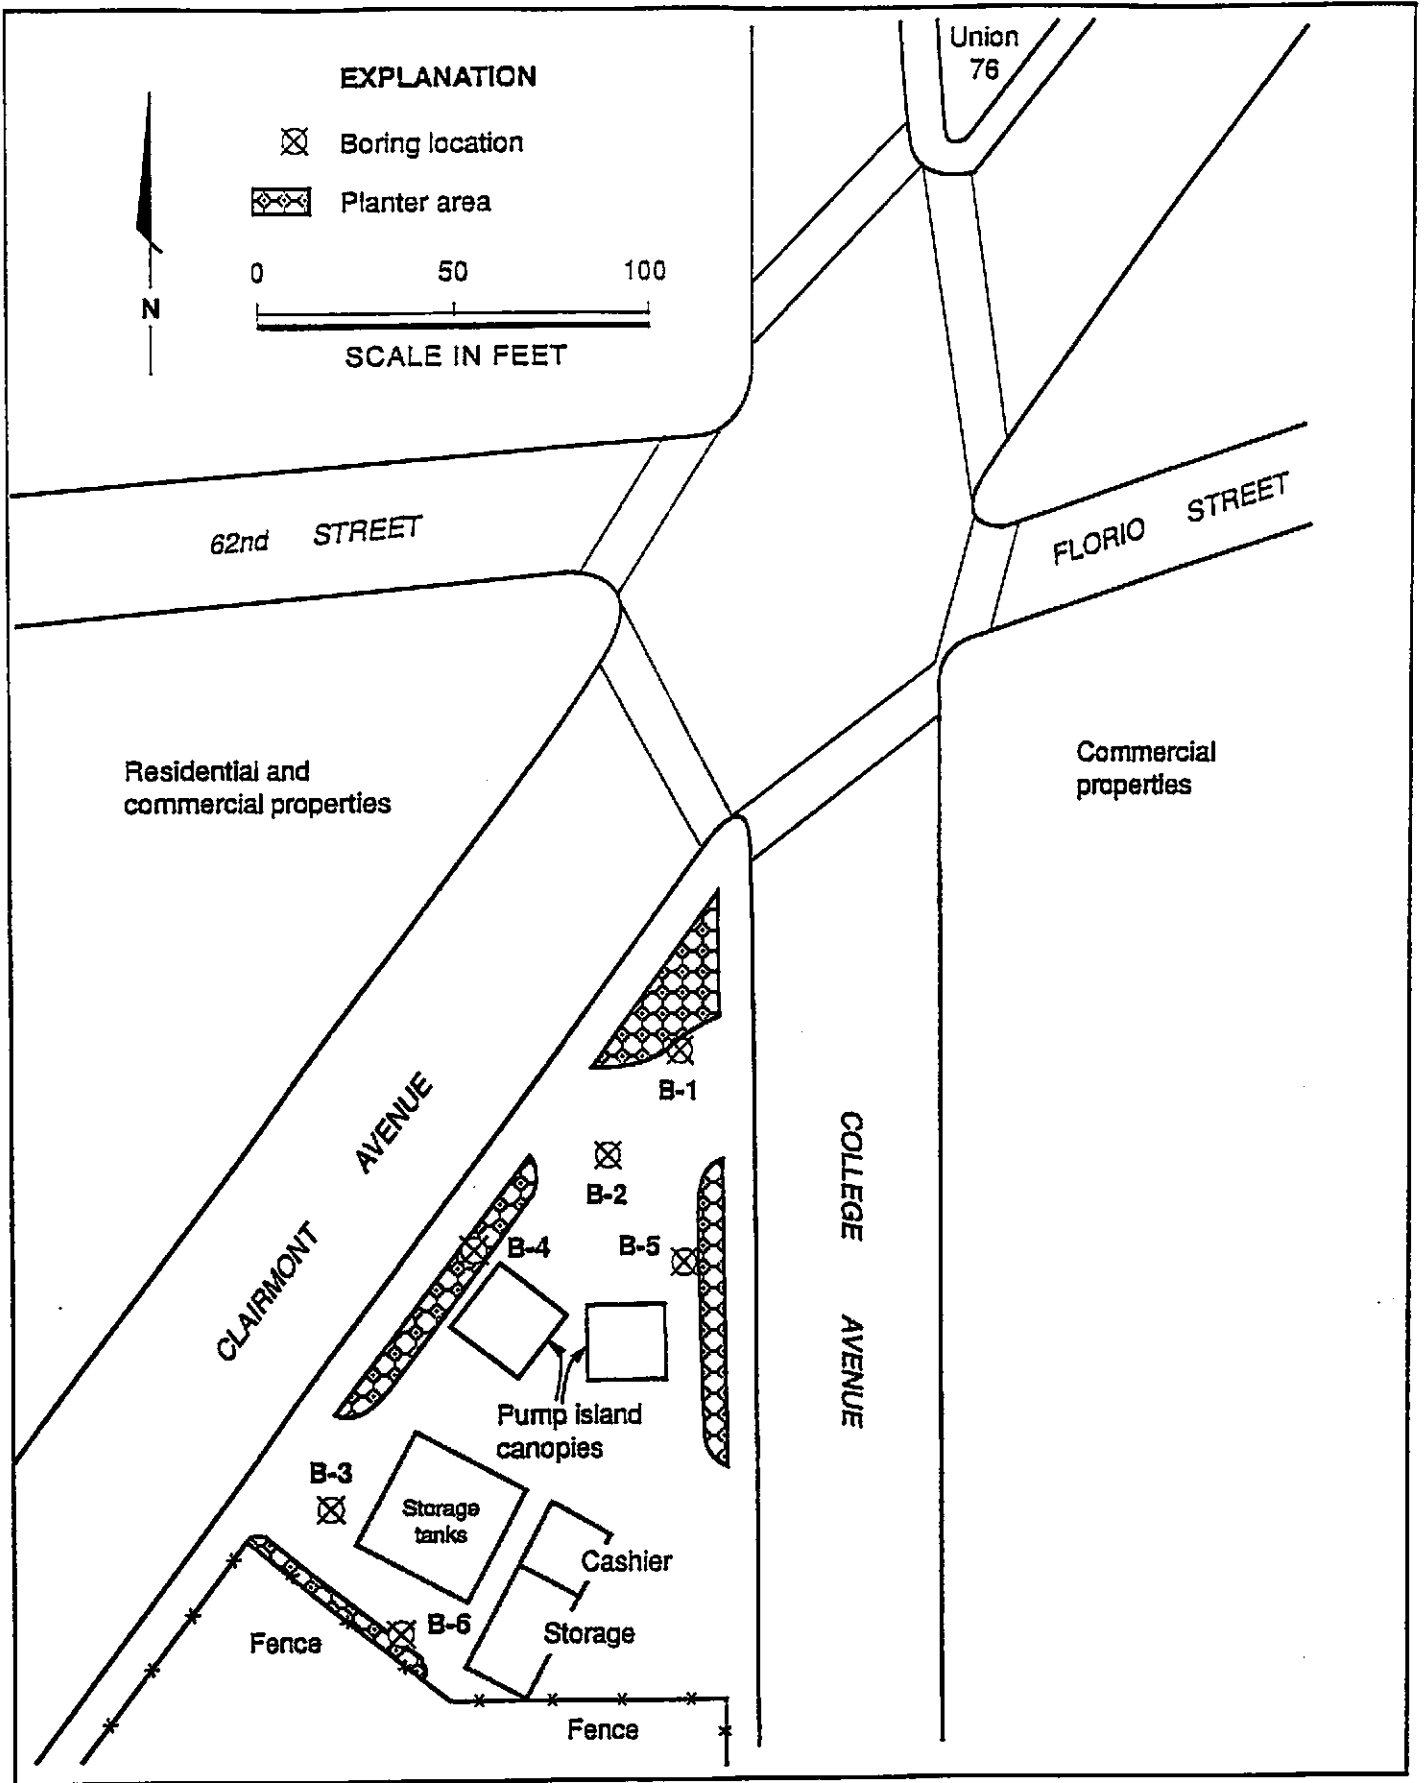 Union
76
EXPLANATION
Boring location
Planter area
0 50 100
SCALE IN FEET
N
62nd STREET
FLORIO STREET
Residential and
commercial properties
Commercial
properties
B-1
CLAIRMONT AVENUE
COLLEGE AVENUE
B-2
B-4
B-5
Pump island
canopies
B-3
Storage
tanks
Cashier
B-6
Storage
Fence
Fence